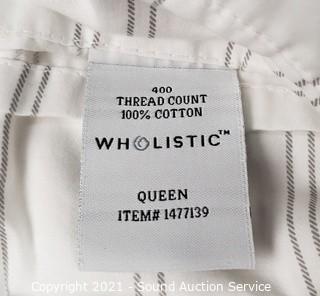 400
THREAD COUNT
100% COTTON
WHOLISTIC™
QUEEN
ITEM# 1477139
Copyright 2021 - Sound Auction Service